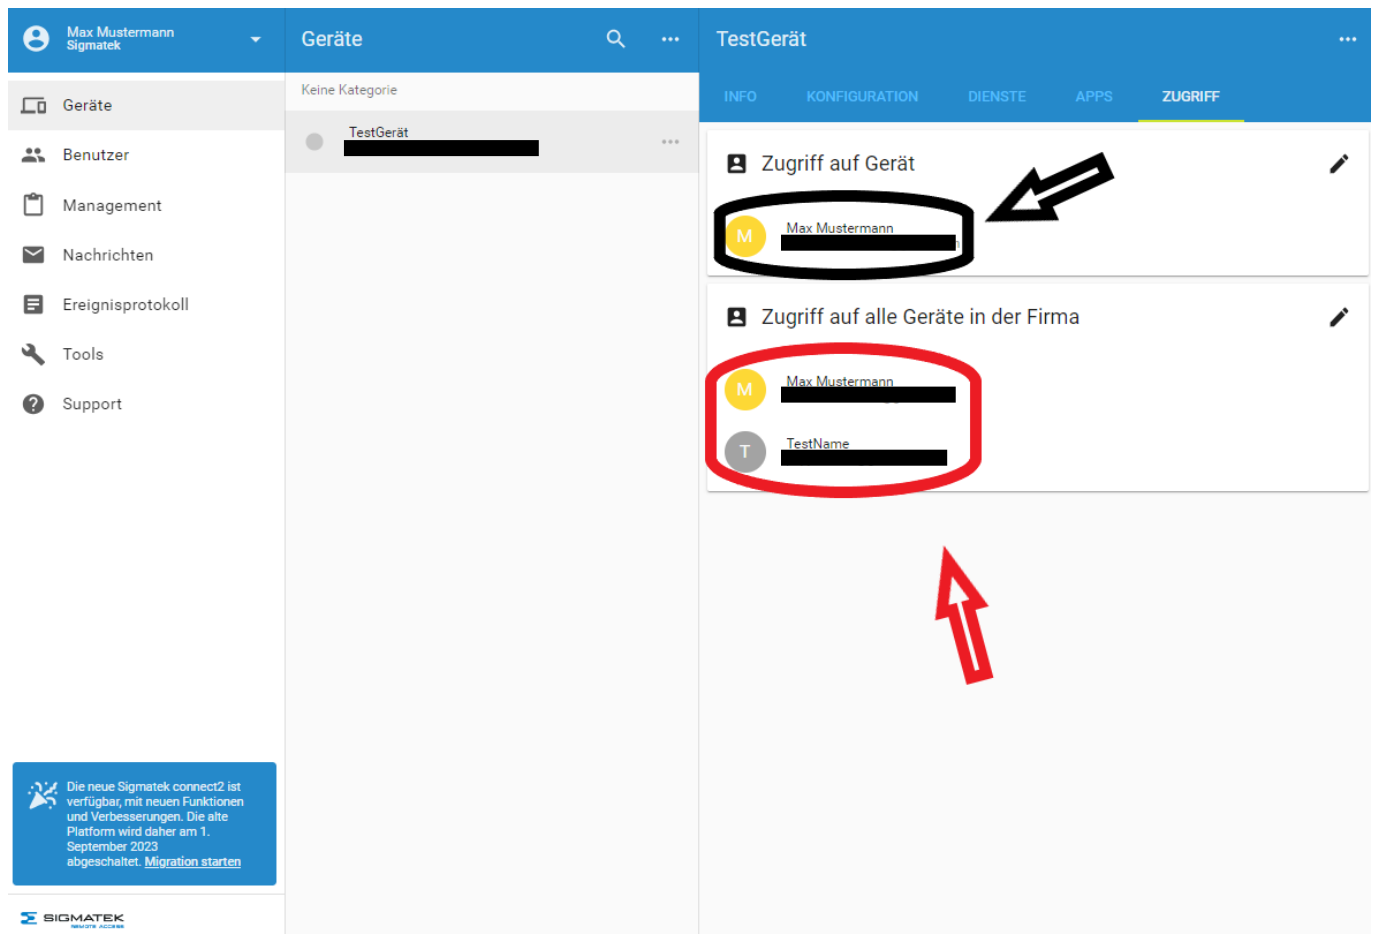 Max Mustermann
Sigmatek
Geräte
Benutzer
Management
Nachrichten
Ereignisprotokoll
Tools
Support
Die neue Sigmatek connect2 ist
verfügbar, mit neuen Funktionen
und Verbesserungen. Die alte
Platform wird daher am 1.
September 2023
abgeschaltet. Migration starten
SIGMATEK
REMOTE ACCESS
Geräte
Keine Kategorie
TestGerät
TestGerät
INFO KONFIGURATION DIENSTE APPS ZUGRIFF
Zugriff auf Gerät
M
Max Mustermann
Zugriff auf alle Geräte in der Firma
M
Max Mustermann
T
TestName